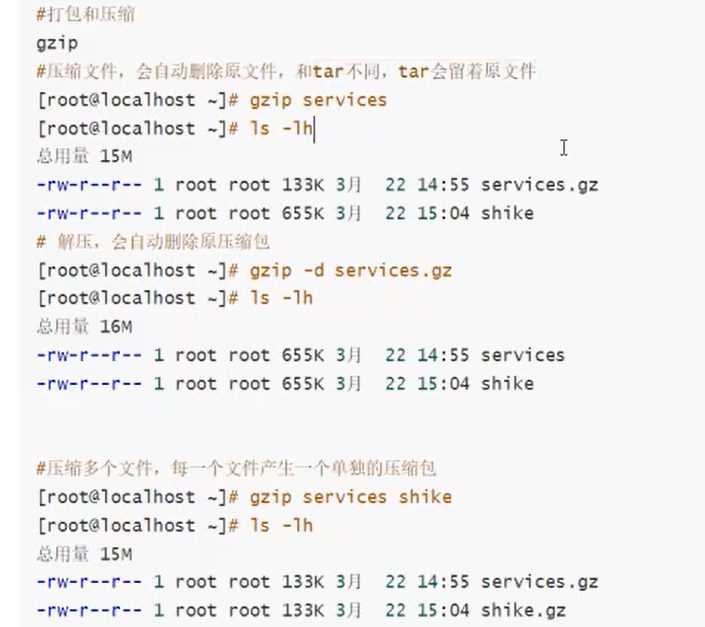 #打包和压缩
gzip
#压缩文件，会自动删除原文件，和tar不同，tar会留着原文件
[root@localhost ~]# gzip services
[root@localhost ~]# ls -lh
总用量 15M
-rw-r--r-- 1 root root 133K 3月  22 14:55 services.gz
-rw-r--r-- 1 root root 655K 3月  22 15:04 shike
# 解压，会自动删除原压缩包
[root@localhost ~]# gzip -d services.gz
[root@localhost ~]# ls -lh
总用量 16M
-rw-r--r-- 1 root root 655K 3月  22 14:55 services
-rw-r--r-- 1 root root 655K 3月  22 15:04 shike
#压缩多个文件，每一个文件产生一个单独的压缩包
[root@localhost ~]# gzip services shike
[root@localhost ~]# ls -lh
总用量 15M
-rw-r--r-- 1 root root 133K 3月  22 14:55 services.gz
-rw-r--r-- 1 root root 133K 3月  22 15:04 shike.gz